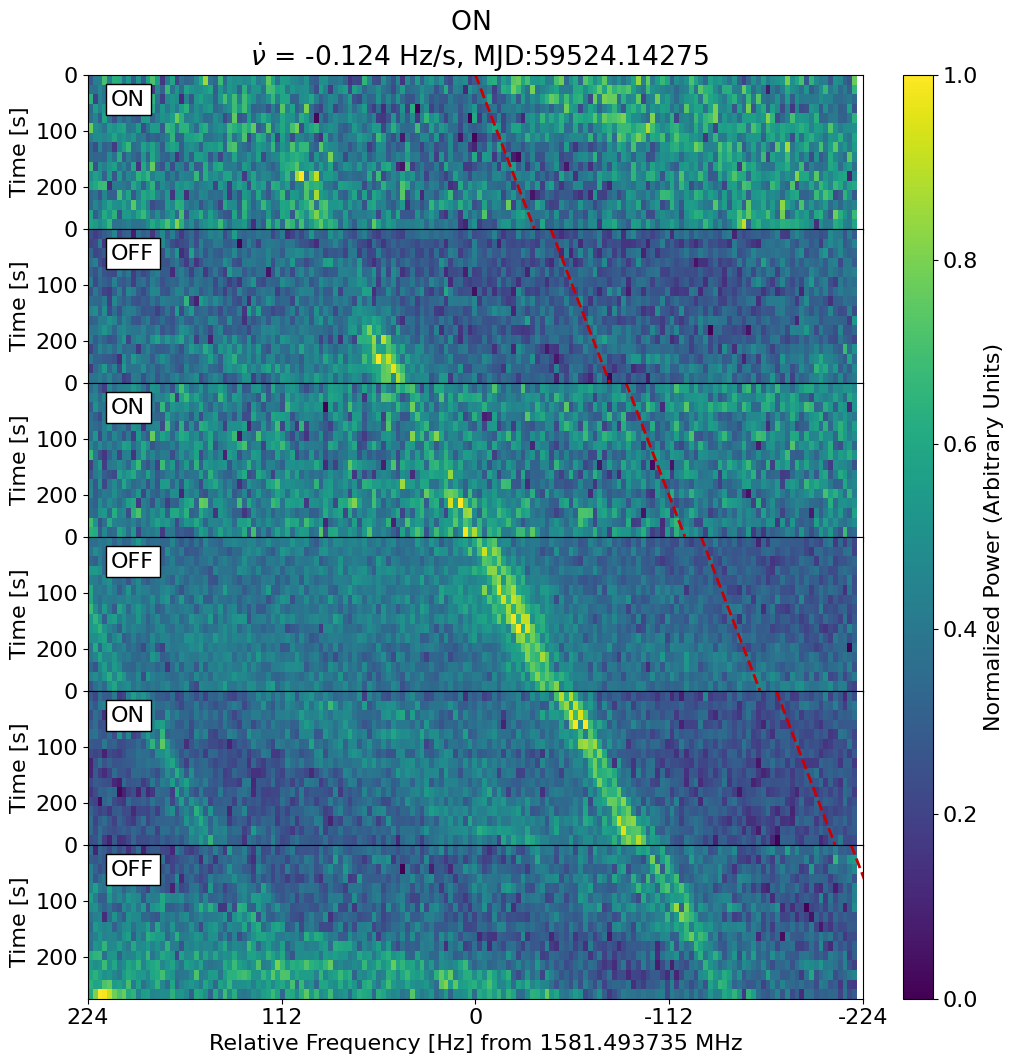 ON
ν̇ = -0.124 Hz/s, MJD:59524.14275
0
ON
100
200
Time [s]
0
OFF
100
200
Time [s]
0
ON
100
200
Time [s]
0
OFF
100
200
Time [s]
0
ON
100
200
Time [s]
0
OFF
100
200
Time [s]
224 112 0 -112 -224
Relative Frequency [Hz] from 1581.493735 MHz
1.0
0.8
0.6
0.4
0.2
0.0
Normalized Power (Arbitrary Units)